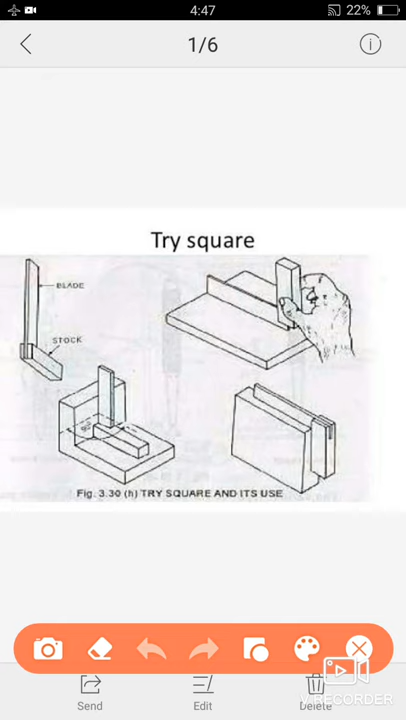 4:47
22%
1/6
Try square
BLADE
STOCK
Fig. 3.30 (h) TRY SQUARE AND ITS USE
Send
Edit
Delete
V RECORDER